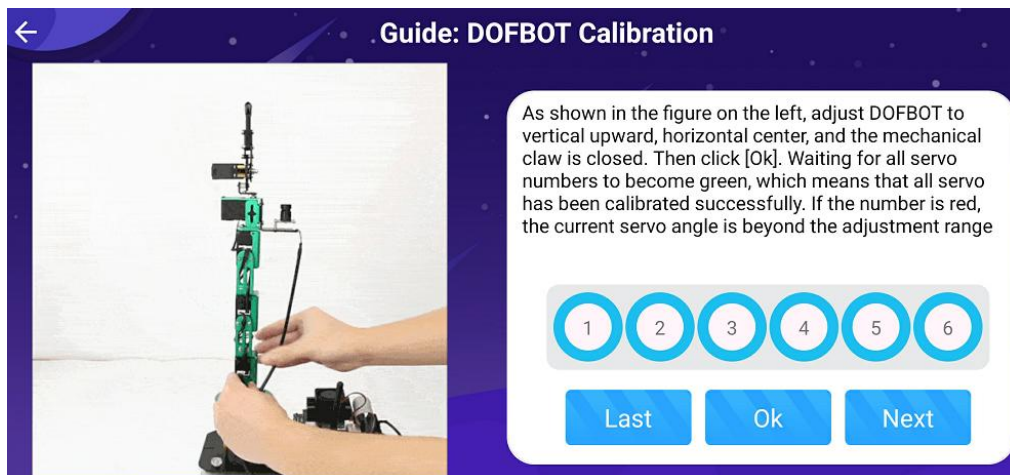 Guide: DOFBOT Calibration
As shown in the figure on the left, adjust DOFBOT to
vertical upward, horizontal center, and the mechanical
claw is closed. Then click [Ok]. Waiting for all servo
numbers to become green, which means that all servo
has been calibrated successfully. If the number is red,
the current servo angle is beyond the adjustment range
1 2 3 4 5 6
Last Ok Next